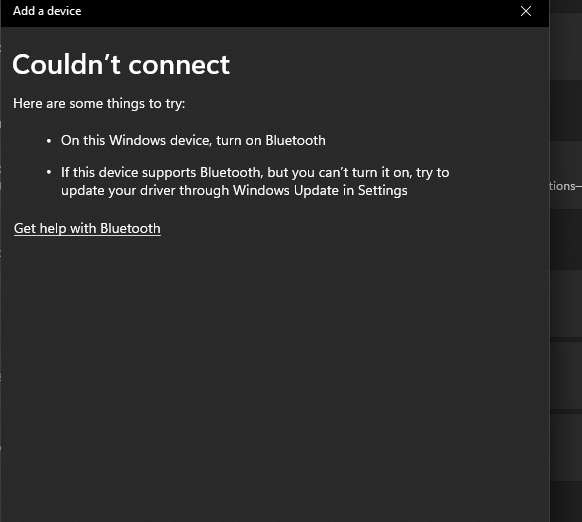 Add a device
Couldn't connect
Here are some things to try:
• On this Windows device, turn on Bluetooth
• If this device supports Bluetooth, but you can't turn it on, try to
update your driver through Windows Update in Settings
tions—
Get help with Bluetooth